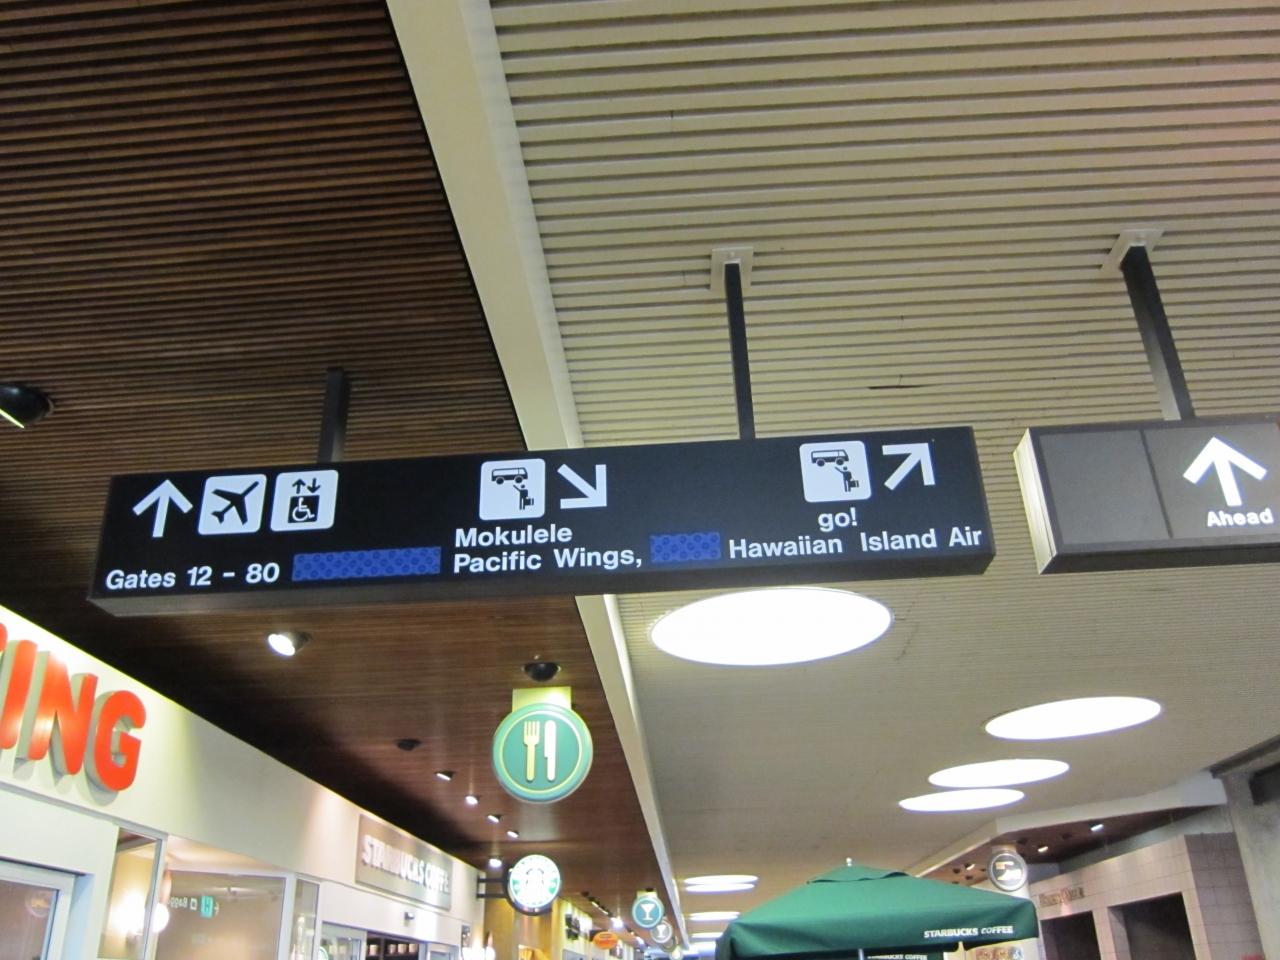 Gates 12 - 80
Mokulele
Pacific Wings,
go!
Hawaiian Island Air
Ahead
ING
STARBUCKS COFFEE
STARBUCKS COFFEE